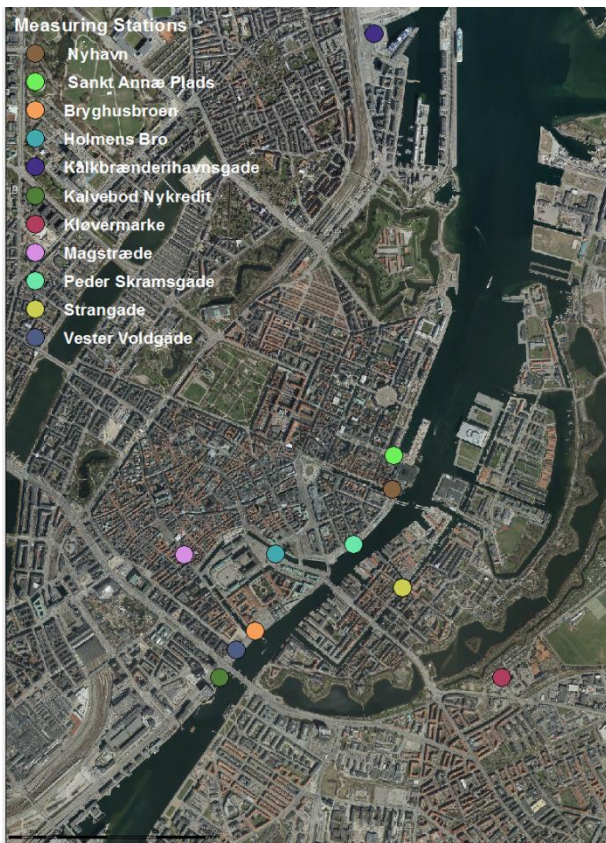 Measuring Stations
Nyhavn
Sankt Annæ Plads
Bryghusbroen
Holmens Bro
Kalkbrænderihavnsgade
Kalvebod Nykredit
Kløvermarke
Magstræde
Peder Skramsgade
Strangade
Vester Voldgade